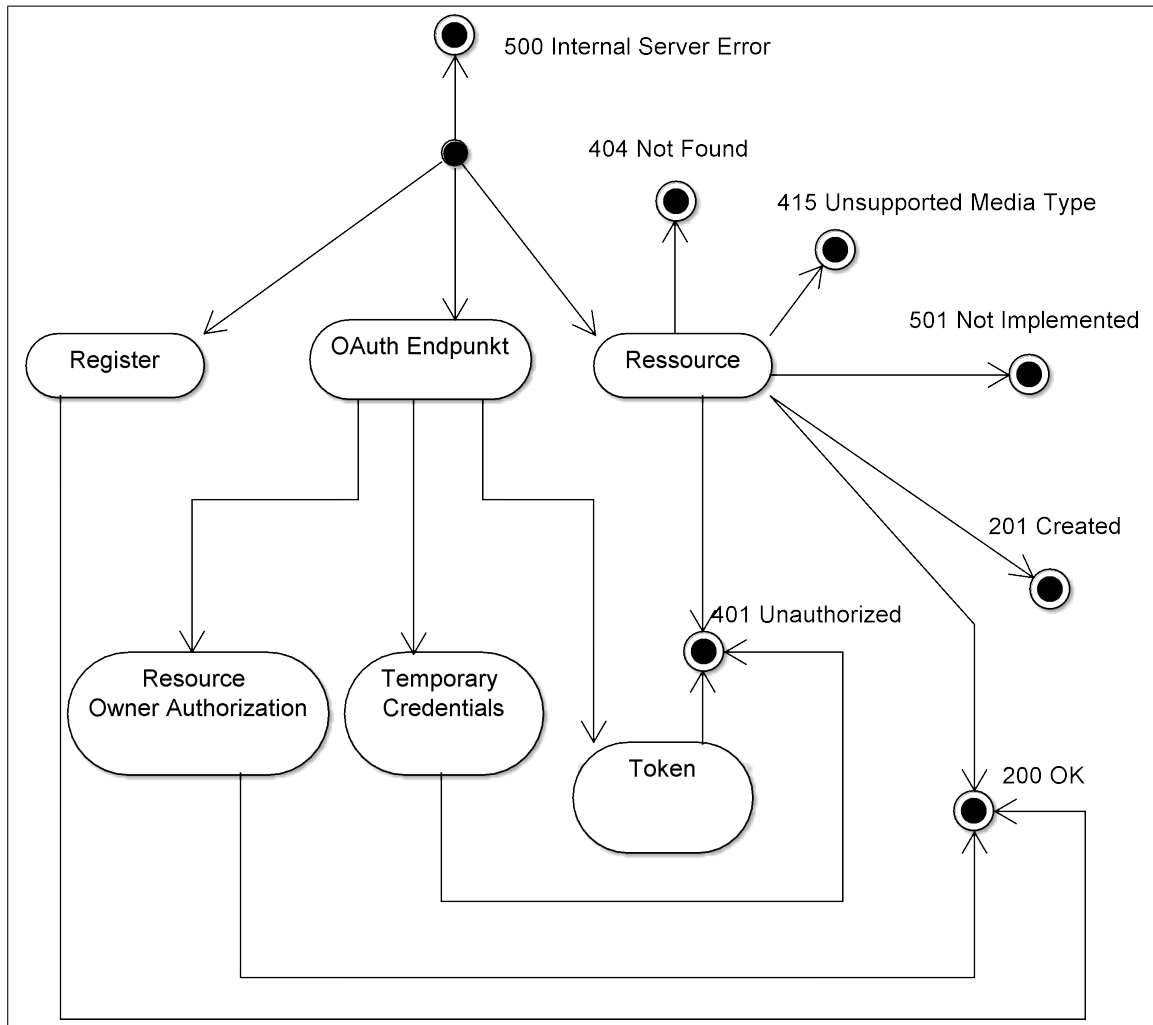 500 Internal Server Error
404 Not Found
415 Unsupported Media Type
501 Not Implemented
Register
OAuth Endpunkt
Ressource
201 Created
401 Unauthorized
Resource
Owner Authorization
Temporary
Credentials
Token
200 OK